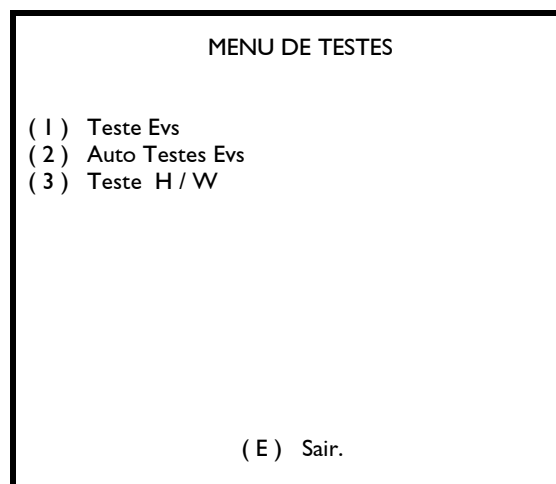 MENU DE TESTES
( 1 ) Teste Evs
( 2 ) Auto Testes Evs
( 3 ) Teste H / W
( E ) Sair.